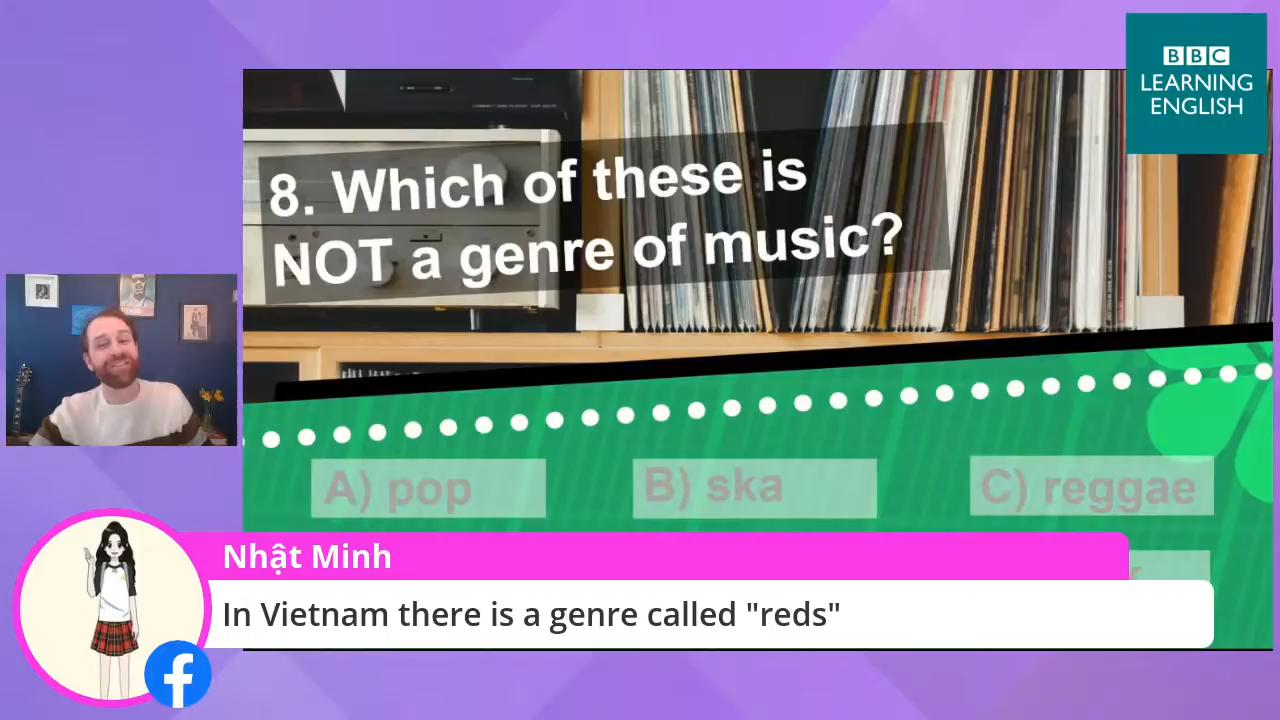 BBC
LEARNING
ENGLISH
8. Which of these is
NOT a genre of music?
A) pop
B) ska
C) reggae
Nhật Minh
In Vietnam there is a genre called "reds"